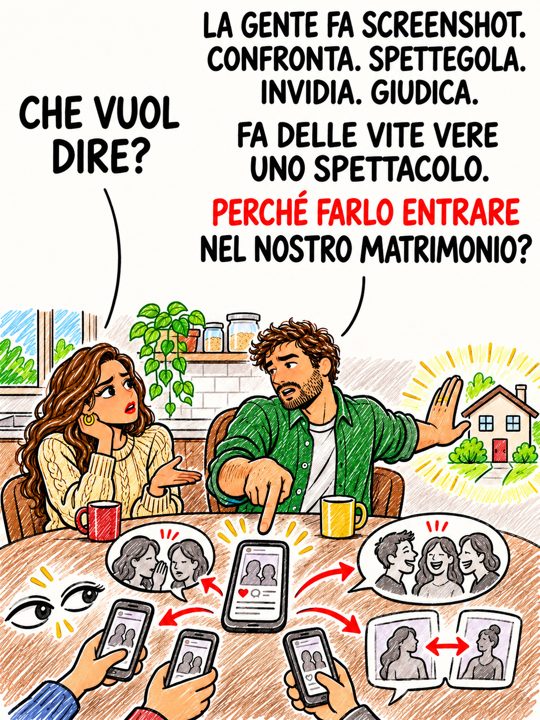 CHE VUOL
DIRE?
LA GENTE FA SCREENSHOT.
CONFRONTA. SPETTEGOLA.
INVIDIA. GIUDICA.
FA DELLE VITE VERE
UNO SPETTACOLO.
PERCHÉ FARLO ENTRARE
NEL NOSTRO MATRIMONIO?